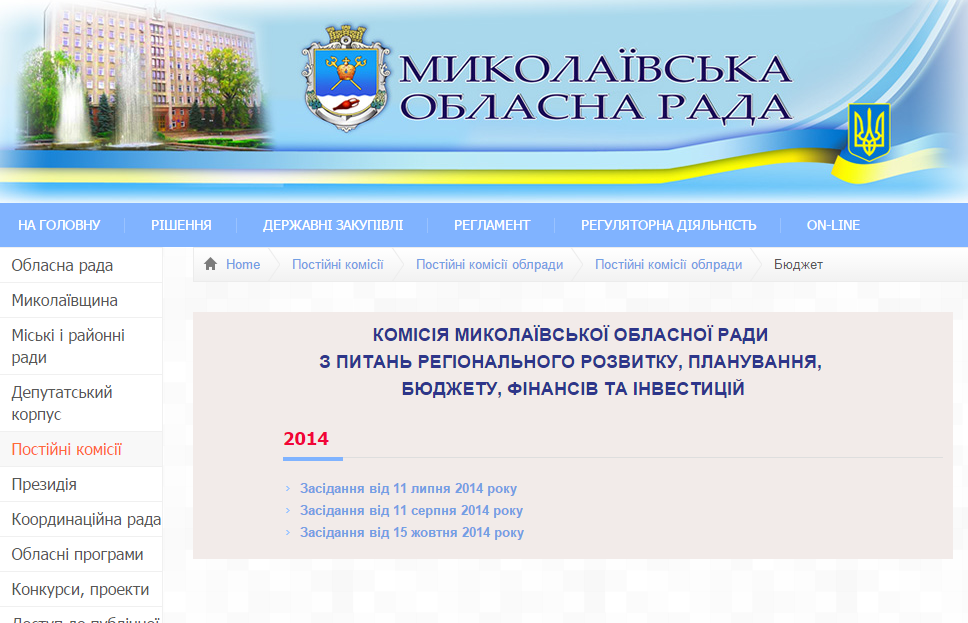 МИКОЛАЇВСЬКА
ОБЛАСНА РАДА
НА ГОЛОВНУ РІШЕННЯ ДЕРЖАВНІ ЗАКУПІВЛІ РЕГЛАМЕНТ РЕГУЛЯТОРНА ДІЯЛЬНІСТЬ ON-LINE
Home Постійні комісії Постійні комісії облради Постійні комісії облради Бюджет
Обласна рада
Миколаївщина
Міські і районні
ради
Депутатський
корпус
Постійні комісії
Президія
Координаційна рада
Обласні програми
Конкурси, проекти
Доступ до публічної
КОМІСІЯ МИКОЛАЇВСЬКОЇ ОБЛАСНОЇ РАДИ
З ПИТАНЬ РЕГІОНАЛЬНОГО РОЗВИТКУ, ПЛАНУВАННЯ,
БЮДЖЕТУ, ФІНАНСІВ ТА ІНВЕСТИЦІЙ
2014
Засідання від 11 липня 2014 року
Засідання від 11 серпня 2014 року
Засідання від 15 жовтня 2014 року